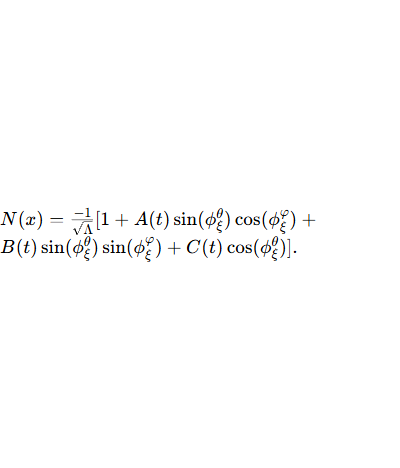 N(x) = \frac{-1}{\sqrt{\Lambda}}[1 + A(t) \sin(\phi_{\xi}^{\theta}) \cos(\phi_{\xi}^{\varphi}) +
B(t) \sin(\phi_{\xi}^{\theta}) \sin(\phi_{\xi}^{\varphi}) + C(t) \cos(\phi_{\xi}^{\theta})].